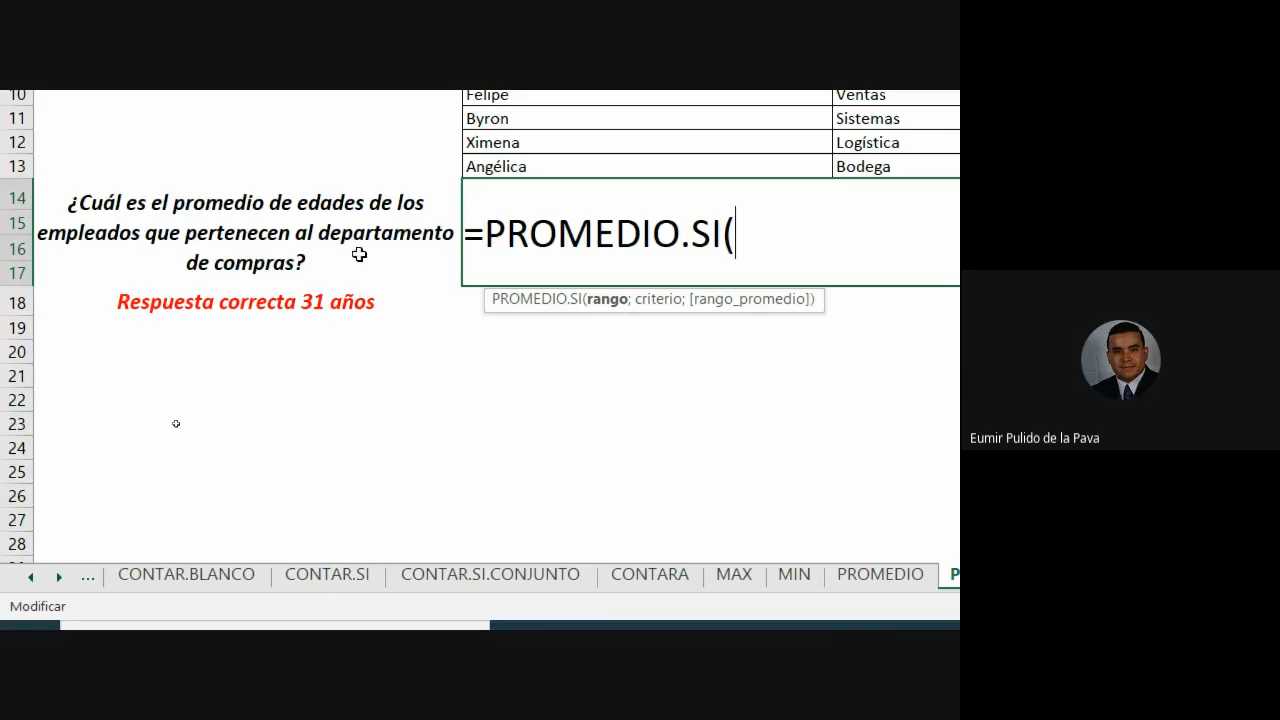 10 Felipe Ventas
11 Byron Sistemas
12 Ximena Logística
13 Angélica Bodega
14
15
16
17
¿Cuál es el promedio de edades de los
empleados que pertenecen al departamento
de compras?
=PROMEDIO.SI(
PROMEDIO.SI(rango; criterio; [rango_promedio])
18 Respuesta correcta 31 años
19
20
21
22
23
24
25
26
27
28
... CONTAR.BLANCO CONTAR.SI CONTAR.SI.CONJUNTO CONTARA MAX MIN PROMEDIO P
Modificar
Eumir Pulido de la Pava